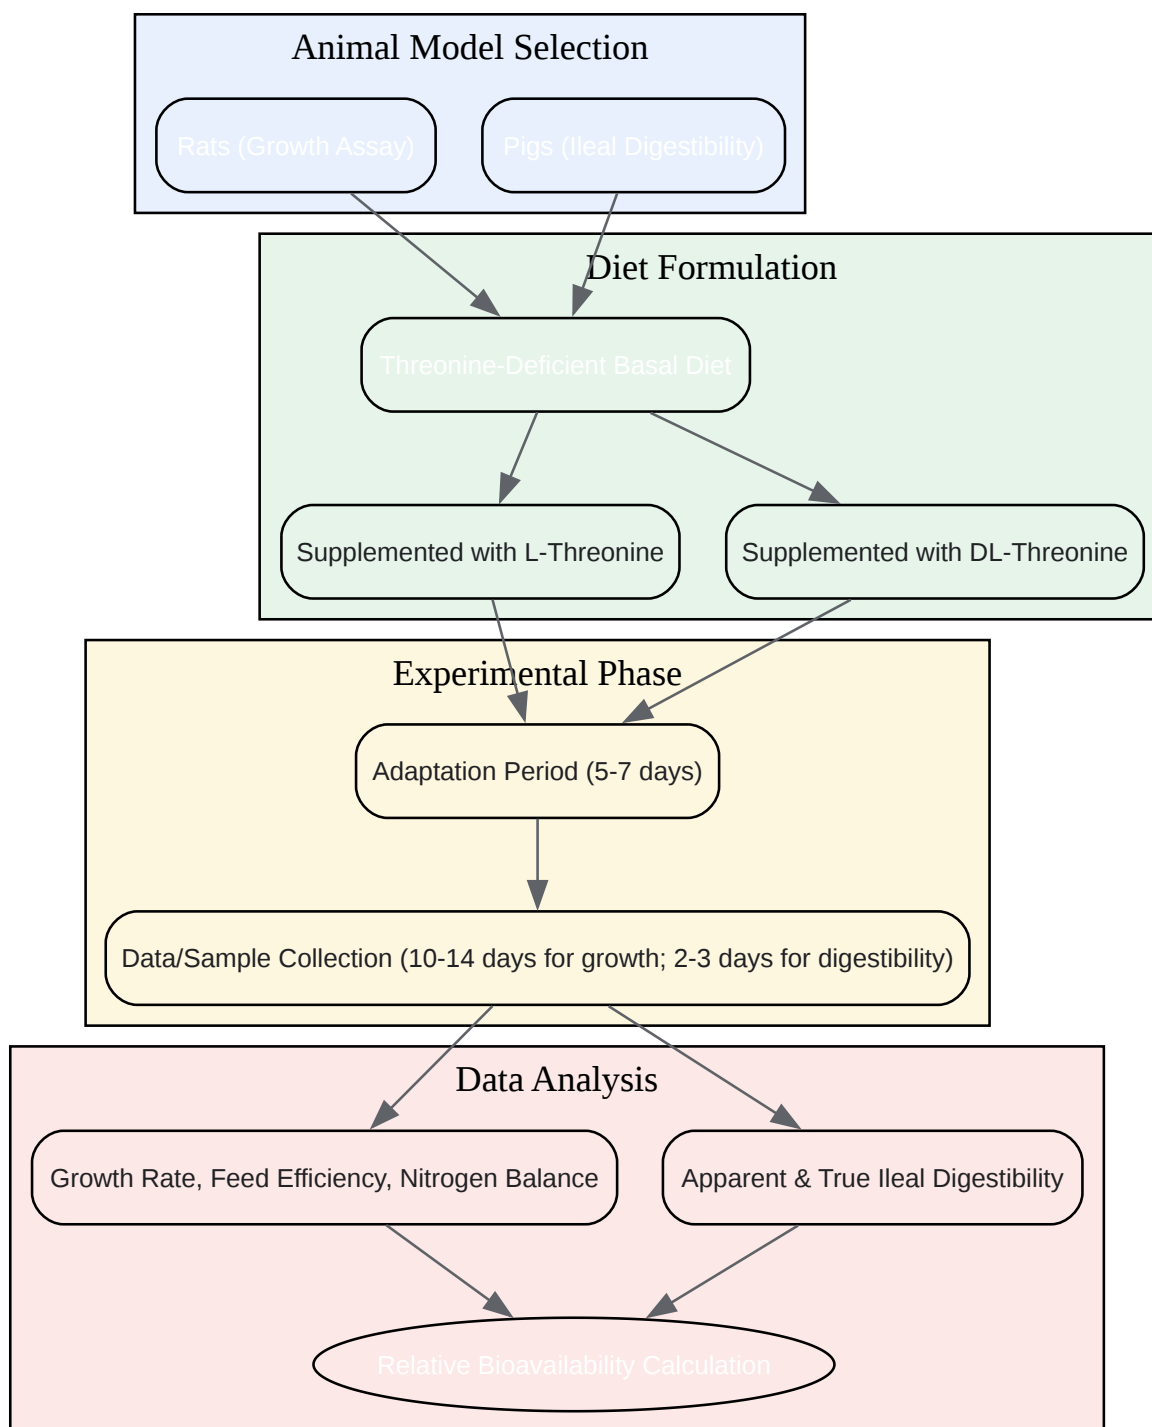 Animal Model Selection
Rats (Growth Assay)
Pigs (Ileal Digestibility)
Diet Formulation
Threonine-Deficient Basal Diet
Supplemented with L-Threonine
Supplemented with DL-Threonine
Experimental Phase
Adaptation Period (5-7 days)
Data/Sample Collection (10-14 days for growth; 2-3 days for digestibility)
Data Analysis
Growth Rate, Feed Efficiency, Nitrogen Balance
Apparent & True Ileal Digestibility
Relative Bioavailability Calculation